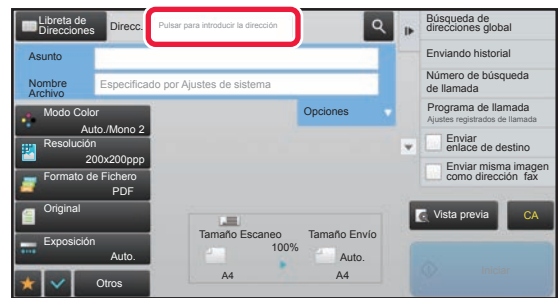 Libreta de
Direcciones
Direcc.
Pulsar para introducir la dirección
Asunto
Nombre
Archivo
Especificado por Ajustes de sistema
Opciones
Modo Color
Auto./Mono 2
Resolución
200x200ppp
Formato de Fichero
PDF
Original
Exposición
Auto.
Otros
Tamaño Escaneo
100%
Tamaño Envío
Auto.
A4
A4
Búsqueda de
direcciones global
Enviando historial
Número de búsqueda
de llamada
Programa de llamada
Ajustes registrados de llamada
Enviar
enlace de destino
Enviar misma imagen
como dirección fax
Vista previa
CA